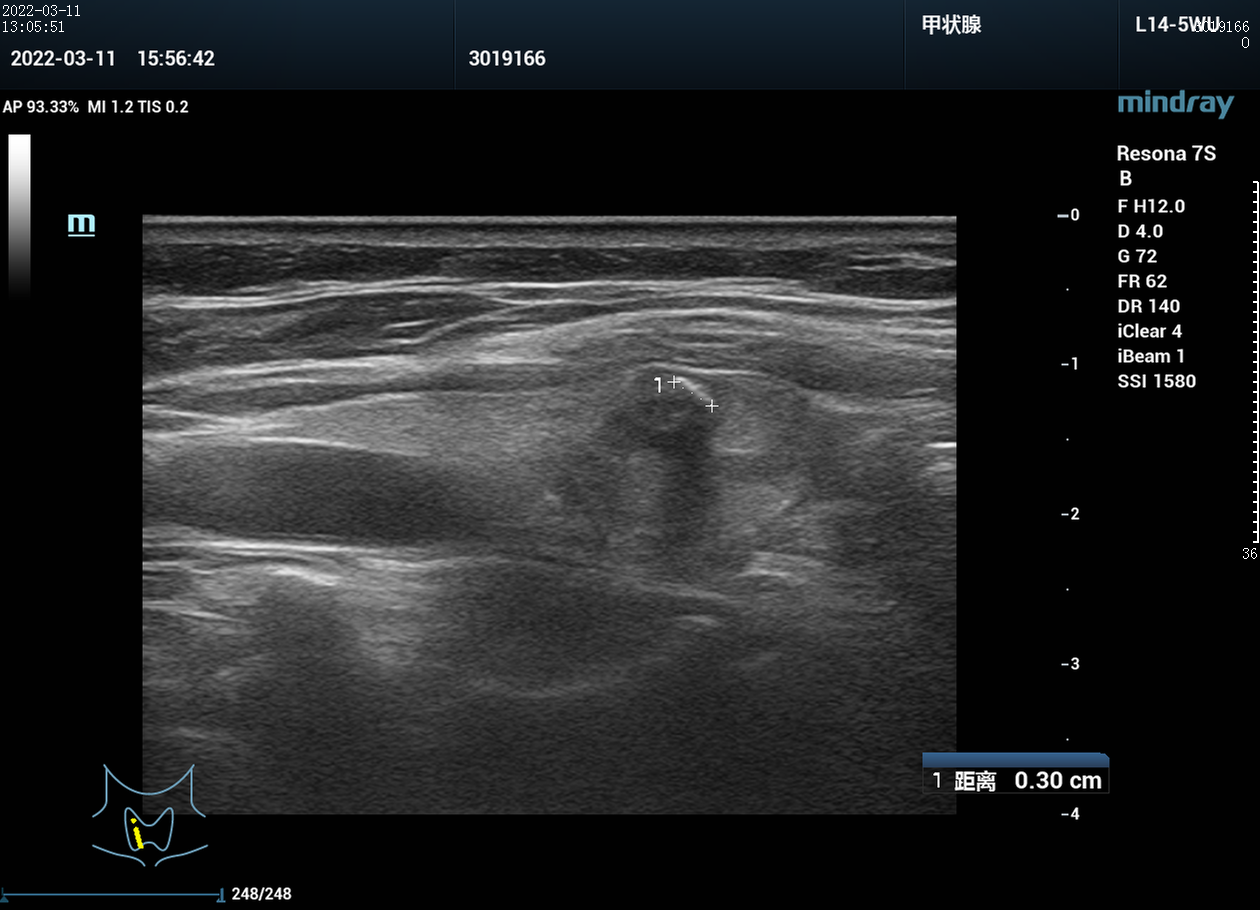 2022-03-11
13:05:51
2022-03-11 15:56:42
3019166
甲状腺
L14-5WU
3019166
0
AP 93.33% MI 1.2 TIS 0.2
mindray
Resona 7S
B
F H12.0
D 4.0
G 72
FR 62
DR 140
iClear 4
iBeam 1
SSI 1580
m
0
1
2
3
4
1
36
1 距离 0.30 cm
248/248